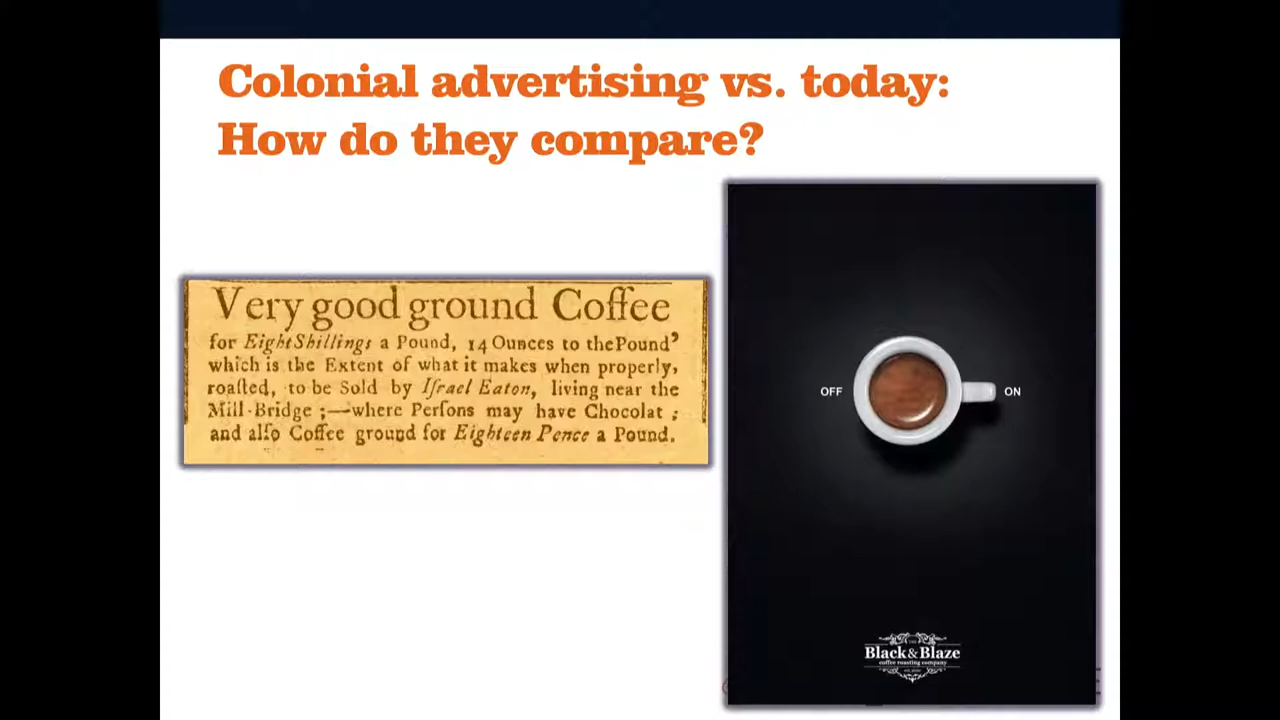 Colonial advertising vs. today:
How do they compare?
Very good ground Coffee
for Eight Shillings a Pound, 14 Ounces to the Pound'
which is the Extent of what it makes when properly,
roaſted, to be Sold by Iſrael Eaton, living near the
Mill-Bridge ;—where Perſons may have Chocolat ;
and alſo Coffee ground for Eighteen Pence a Pound.
OFF
ON
THE
Black&Blaze
coffee roasting company